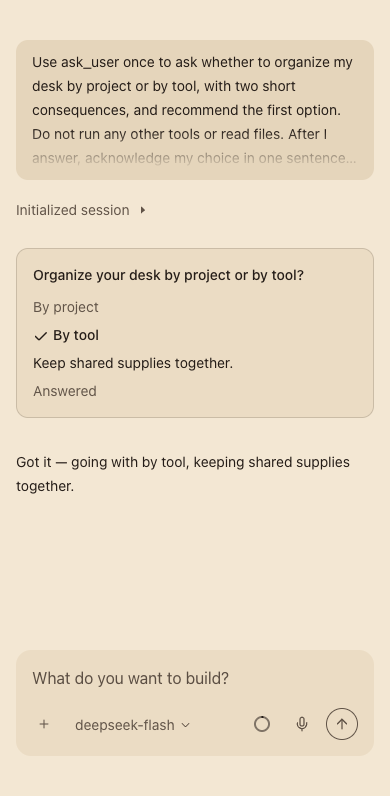 Use ask_user once to ask whether to organize my
desk by project or by tool, with two short
consequences, and recommend the first option.
Do not run any other tools or read files. After I
answer, acknowledge my choice in one sentence...
Initialized session
Organize your desk by project or by tool?
By project
By tool
Keep shared supplies together.
Answered
Got it — going with by tool, keeping shared supplies
together.
What do you want to build?
deepseek-flash